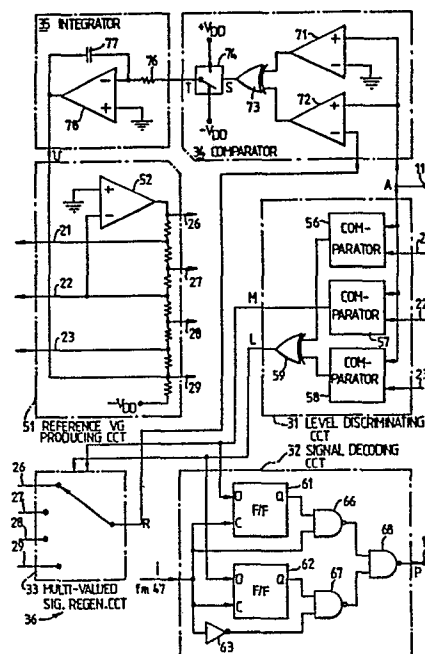 35 INTEGRATOR
77
76
78
+VDD
74
T
S
73
71
72
-VDD
34 COMPARATOR
A
11
V
52
26
21
27
22
28
23
29
-VDD
51 REFERENCE VG
PRODUCING CCT
56
COM-
PARATOR
57
COM-
PARATOR
22
58
COM-
PARATOR
23
M
L
59
31 LEVEL DISCRIMINATING
CCT
32 SIGNAL DECODING
CCT
26
27
28
29
R
33 MULTI-VALUED
SIG. REGEN.CCT
36
i
fm 47
61
D
Q
F/F
C
62
D
Q
F/F
C
63
66
67
68
P